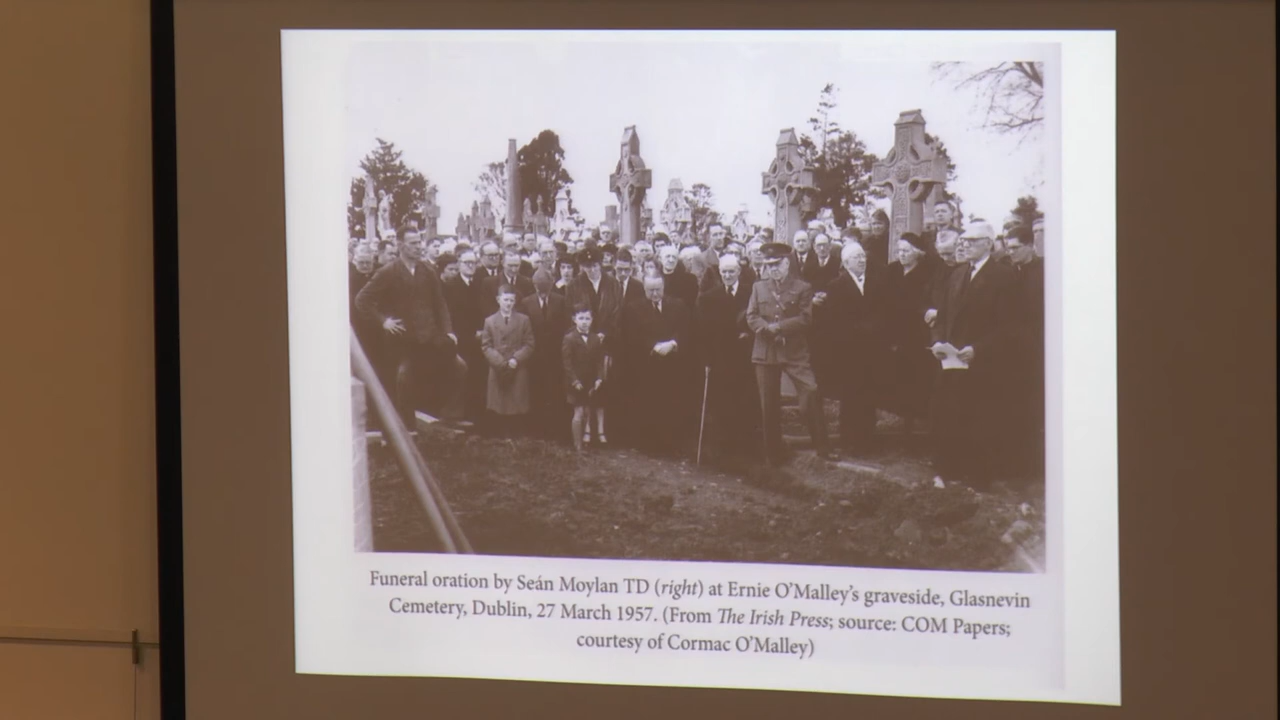 Funeral oration by Seán Moylan TD (right) at Ernie O'Malley's graveside, Glasnevin
Cemetery, Dublin, 27 March 1957. (From The Irish Press; source: COM Papers;
courtesy of Cormac O'Malley)